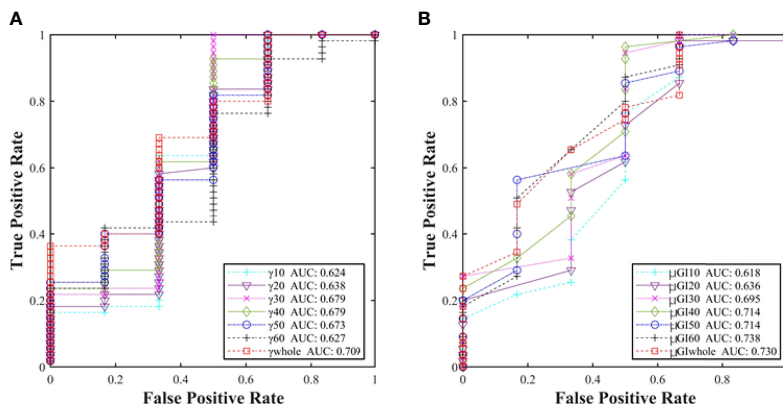 A
B
1
0.8
0.6
0.4
0.2
0
True Positive Rate
γ10 AUC: 0.624
γ20 AUC: 0.638
γ30 AUC: 0.679
γ40 AUC: 0.679
γ50 AUC: 0.673
γ60 AUC: 0.627
γwhole AUC: 0.709
0 0.2 0.4 0.6 0.8 1
False Positive Rate
1
0.8
0.6
0.4
0.2
0
True Positive Rate
μGI10 AUC: 0.618
μGI20 AUC: 0.636
μGI30 AUC: 0.695
μGI40 AUC: 0.714
μGI50 AUC: 0.714
μGI60 AUC: 0.738
μGIwhole AUC: 0.730
0 0.2 0.4 0.6 0.8
False Positive Rate